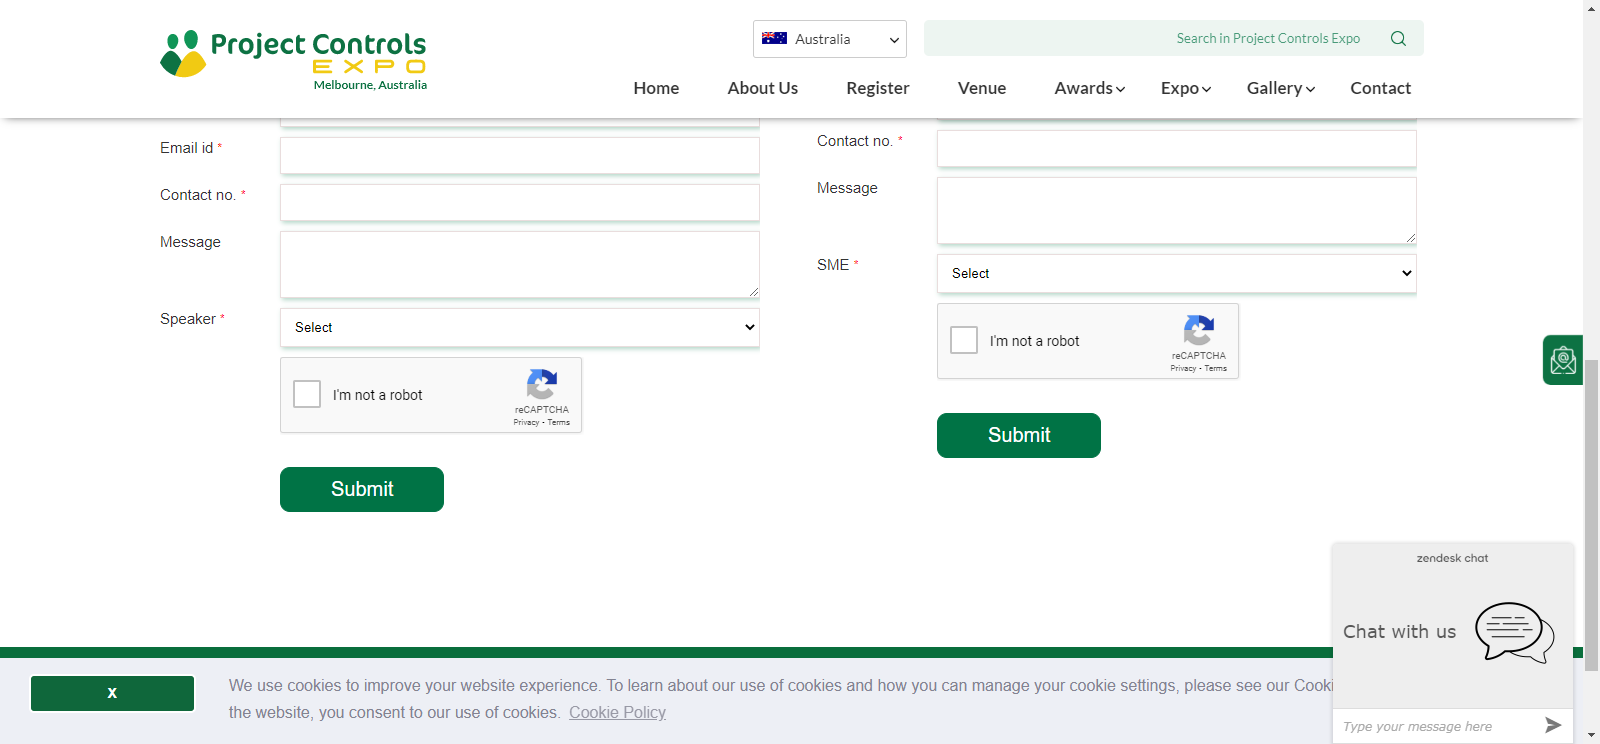 Project Controls
EXPO
Melbourne, Australia
Australia
Search in Project Controls Expo
Home
About Us
Register
Venue
Awards
Expo
Gallery
Contact
Email id *
Contact no. *
Message
Speaker *
Select
I'm not a robot
reCAPTCHA
Privacy - Terms
Submit
Contact no. *
Message
SME *
Select
I'm not a robot
reCAPTCHA
Privacy - Terms
Submit
zendesk chat
Chat with us
Type your message here
x
We use cookies to improve your website experience. To learn about our use of cookies and how you can manage your cookie settings, please see our Cooki
the website, you consent to our use of cookies. Cookie Policy